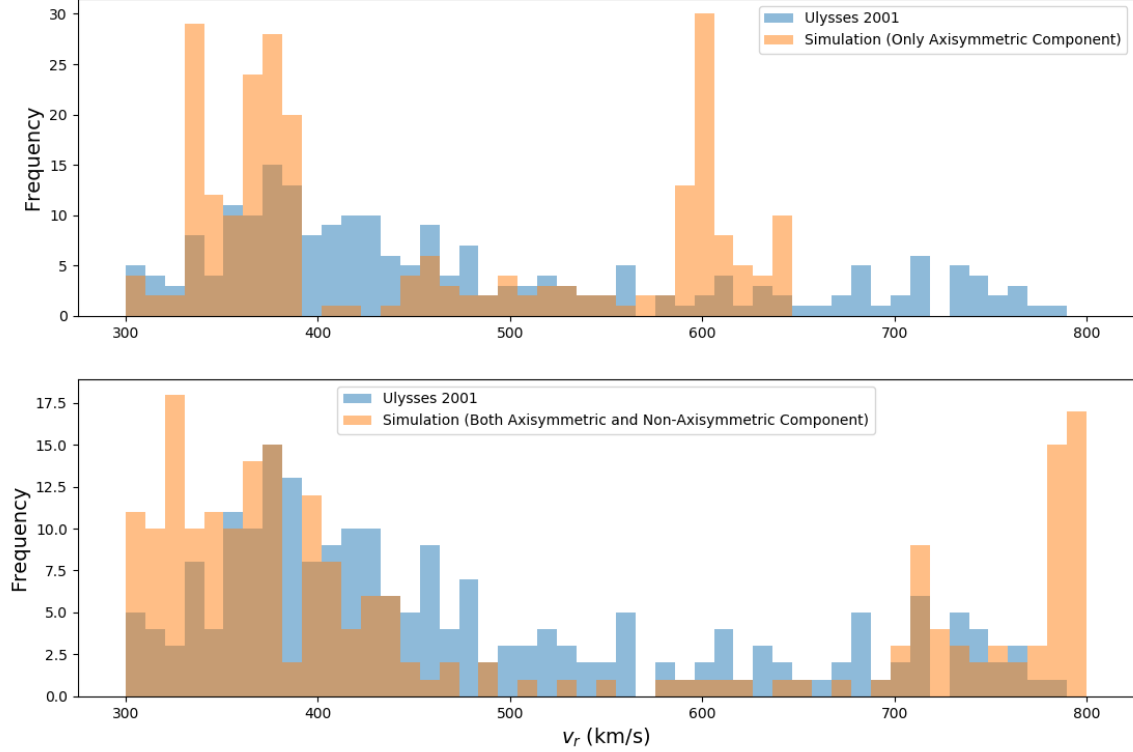 30
25
20
15
10
5
0
Frequency
Ulysses 2001
Simulation (Only Axisymmetric Component)
300 400 500 600 700 800
17.5
15.0
12.5
10.0
7.5
5.0
2.5
0.0
Frequency
Ulysses 2001
Simulation (Both Axisymmetric and Non-Axisymmetric Component)
300 400 500 600 700 800
v_r (km/s)